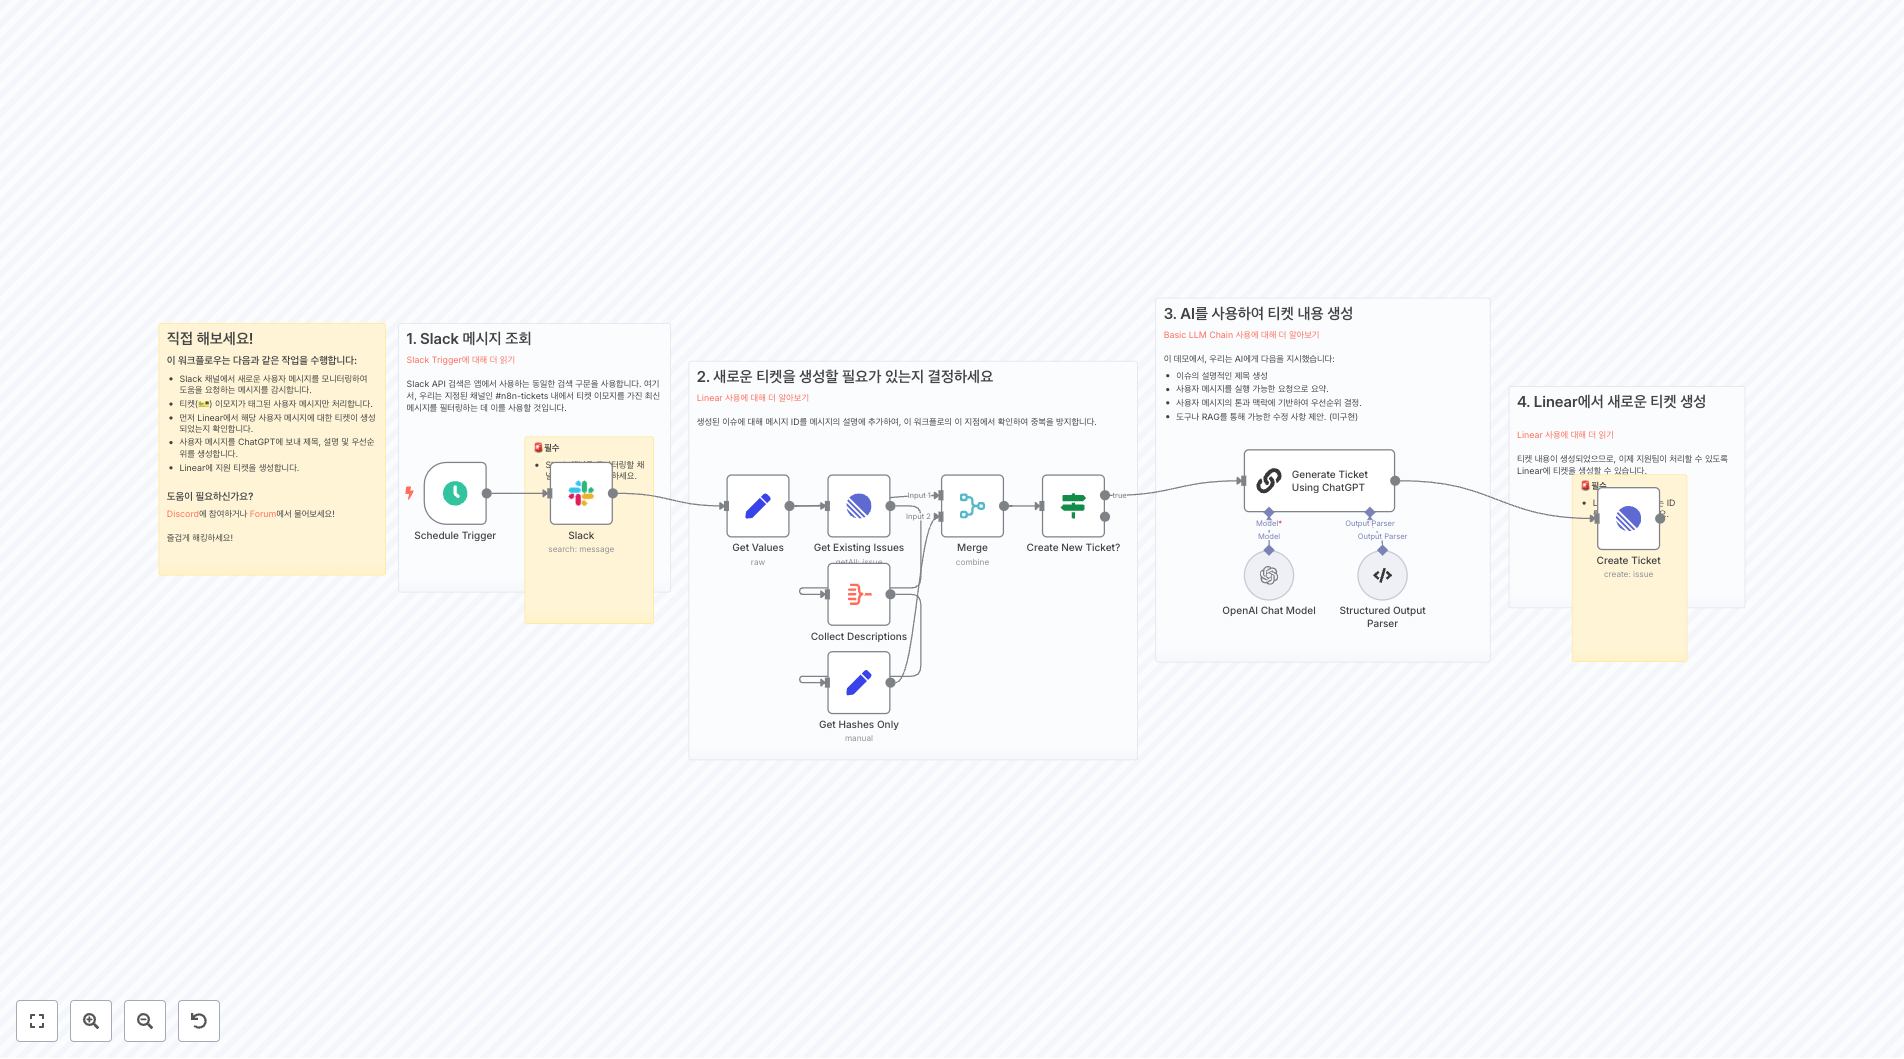 직접 해보세요!
이 워크플로우는 다음과 같은 작업을 수행합니다:
• Slack 채널에서 새로운 사용자 메시지를 모니터링하여
도움을 요청하는 메시지를 감시합니다.
• 티켓(🎫) 이모지가 태그된 사용자 메시지만 처리합니다.
• 먼저 Linear에서 해당 사용자 메시지에 대한 티켓이 생성
되었는지 확인합니다.
• 사용자 메시지를 ChatGPT에 보내 제목, 설명 및 우선순
위를 생성합니다.
• Linear에 지원 티켓을 생성합니다.
도움이 필요하신가요?
Discord에 참여하거나 Forum에서 물어보세요!
즐겁게 해킹하세요!
1. Slack 메시지 조회
Slack Trigger에 대해 더 읽기
Slack API 검색은 앱에서 사용하는 동일한 검색 구문을 사용합니다. 여기
서, 우리는 지정된 채널인 #n8n-tickets 내에서 티켓 이모지를 가진 최신
메시지를 필터링하는 데 이를 사용할 것입니다.
🚨필수
Schedule Trigger
Slack
search: message
2. 새로운 티켓을 생성할 필요가 있는지 결정하세요
Linear 사용에 대해 더 알아보기
생성된 이슈에 대해 메시지 ID를 메시지의 설명에 추가하여, 이 워크플로의 이 지점에서 확인하여 중복을 방지합니다.
Input 1
Input 2
true
Get Values
raw
Get Existing Issues
getAll: issue
Merge
combine
Create New Ticket?
Collect Descriptions
Get Hashes Only
manual
3. AI를 사용하여 티켓 내용 생성
Basic LLM Chain 사용에 대해 더 알아보기
이 데모에서, 우리는 AI에게 다음을 지시했습니다:
• 이슈의 설명적인 제목 생성
• 사용자 메시지를 실행 가능한 요청으로 요약.
• 사용자 메시지의 톤과 맥락에 기반하여 우선순위 결정.
• 도구나 RAG를 통해 가능한 수정 사항 제안. (미구현)
Generate Ticket
Using ChatGPT
Model*
Model
Output Parser
Output Parser
OpenAI Chat Model
Structured Output
Parser
4. Linear에서 새로운 티켓 생성
Linear 사용에 대해 더 읽기
티켓 내용이 생성되었으므로, 이제 지원팀이 처리할 수 있도록
Linear에 티켓을 생성할 수 있습니다.
🚨필수
ID
Create Ticket
create: issue